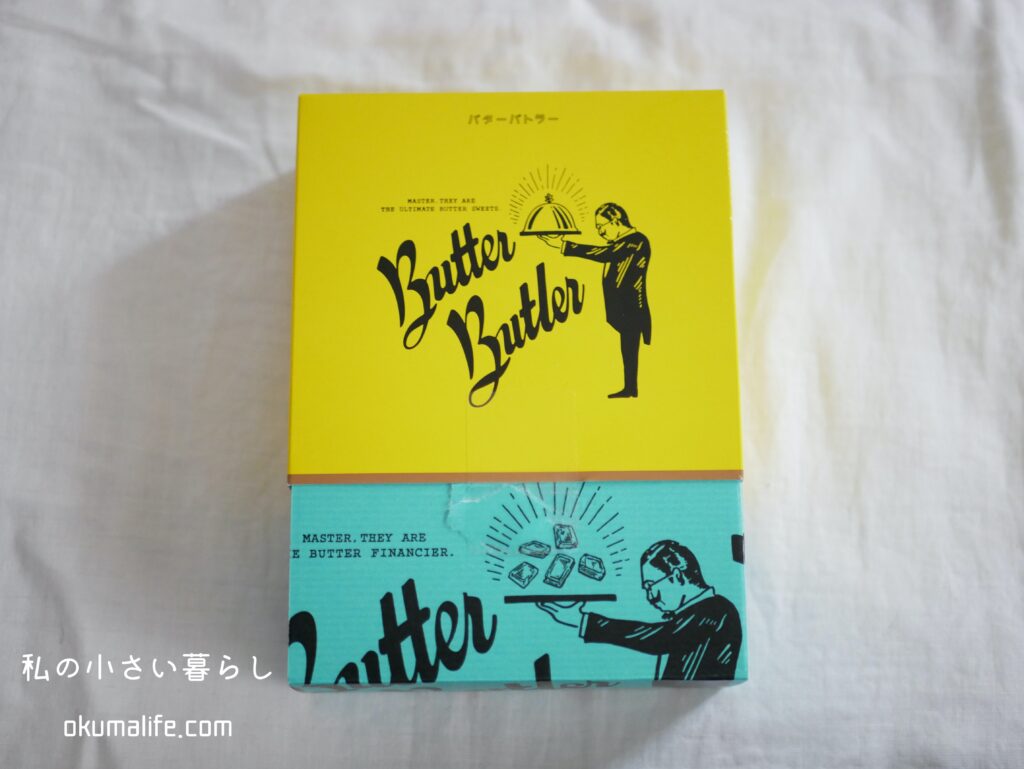 バターバトラー
MASTER. THEY ARE
THE ULTIMATE BUTTER SWEETS
Butter
Butler
MASTER. THEY ARE
E BUTTER FINANCIER.
Butter
私の小さい暮らし
okumalife.com